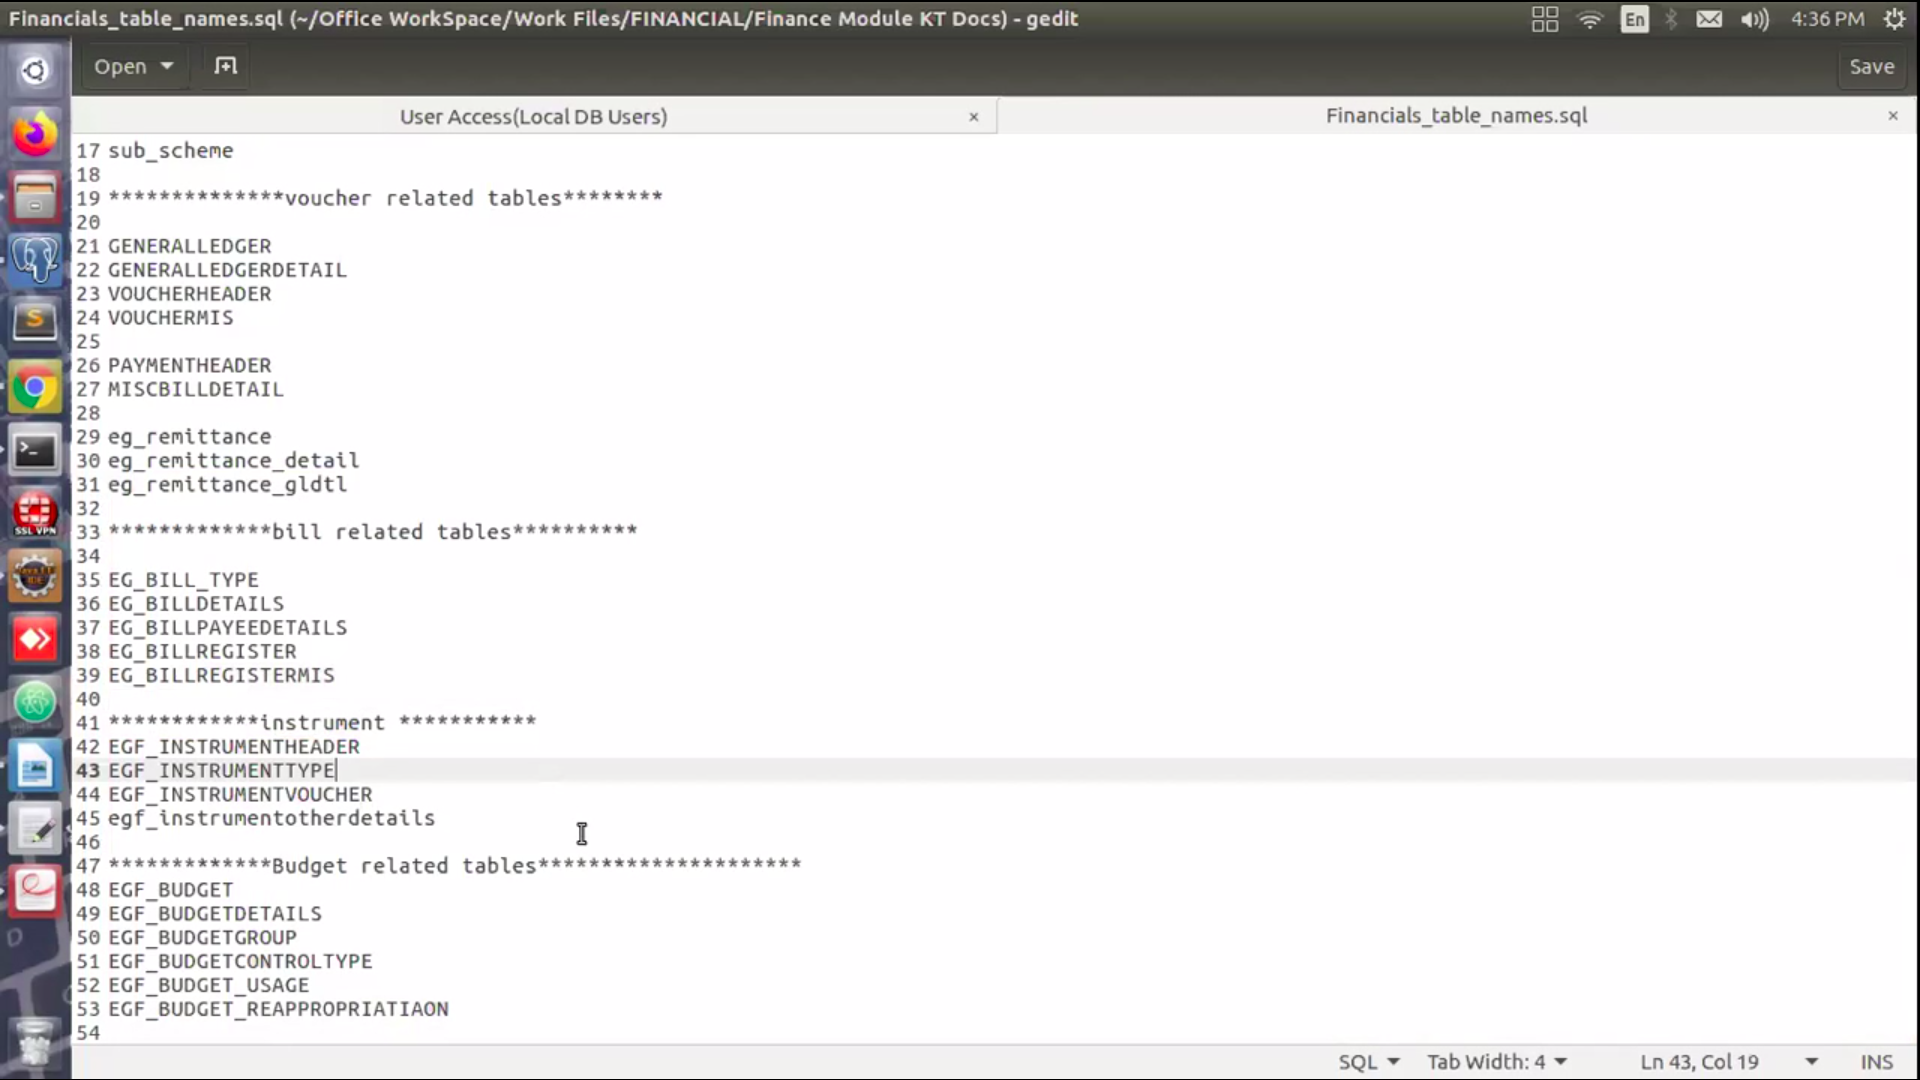 Financials_table_names.sql (~/Office WorkSpace/Work Files/FINANCIAL/Finance Module KT Docs) - gedit
En
4:36 PM
Open
Save
User Access(Local DB Users) ×
Financials_table_names.sql ×
17 sub_scheme
18
19 **************voucher related tables********
20
21 GENERALLEDGER
22 GENERALLEDGERDETAIL
23 VOUCHERHEADER
24 VOUCHERMIS
25
26 PAYMENTHEADER
27 MISCBILLDETAIL
28
29 eg_remittance
30 eg_remittance_detail
31 eg_remittance_gldtl
32
33 *************bill related tables**********
34
35 EG_BILL_TYPE
36 EG_BILLDETAILS
37 EG_BILLPAYEEDETAILS
38 EG_BILLREGISTER
39 EG_BILLREGISTERMIS
40
41 ************instrument ***********
42 EGF_INSTRUMENTHEADER
43 EGF_INSTRUMENTTYPE
44 EGF_INSTRUMENTVOUCHER
45 egf_instrumentotherdetails
46
47 *************Budget related tables*********************
48 EGF_BUDGET
49 EGF_BUDGETDETAILS
50 EGF_BUDGETGROUP
51 EGF_BUDGETCONTROLTYPE
52 EGF_BUDGET_USAGE
53 EGF_BUDGET_REAPPROPRIATIAON
54
SSL VPN
SQL
Tab Width: 4
Ln 43, Col 19
INS